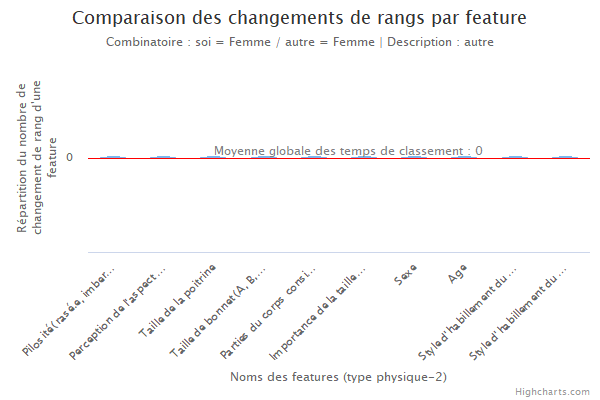 Comparaison des changements de rangs par feature
Combinatoire : soi = Femme / autre = Femme | Description : autre
Répartition du nombre de
changement de rang d'une
feature
0
Moyenne globale des temps de classement : 0
Pilosité(rasée, imber…
Perception de l'aspect…
Taille de la poitrine
Taille de bonnet(A, B,…
Parties du corps consi…
Importance de la taille…
Sexe
Age
Style d'habillement du …
Style d'habillement du …
Noms des features (type physique-2)
Highcharts.com